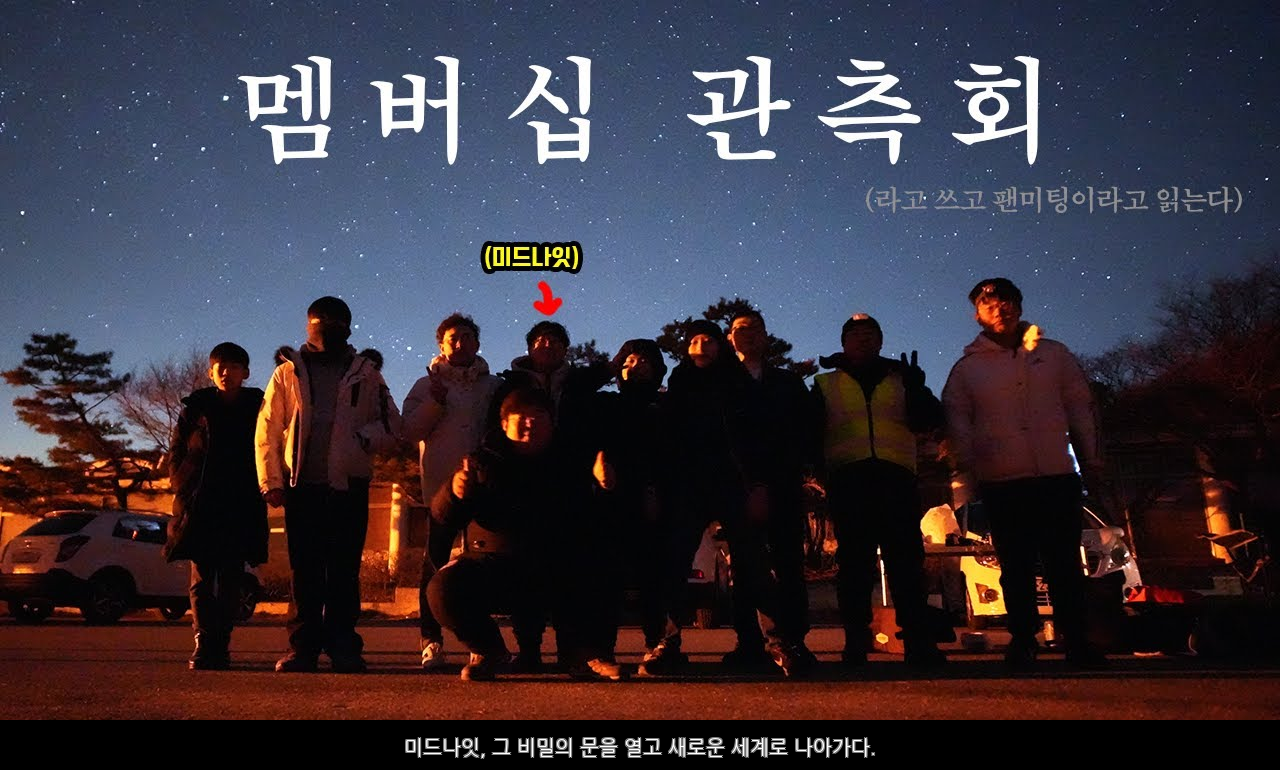 멤버십 관측회
(라고 쓰고 팬미팅이라고 읽는다)
(미드나잇)
미드나잇, 그 비밀의 문을 열고 새로운 세계로 나아가다.